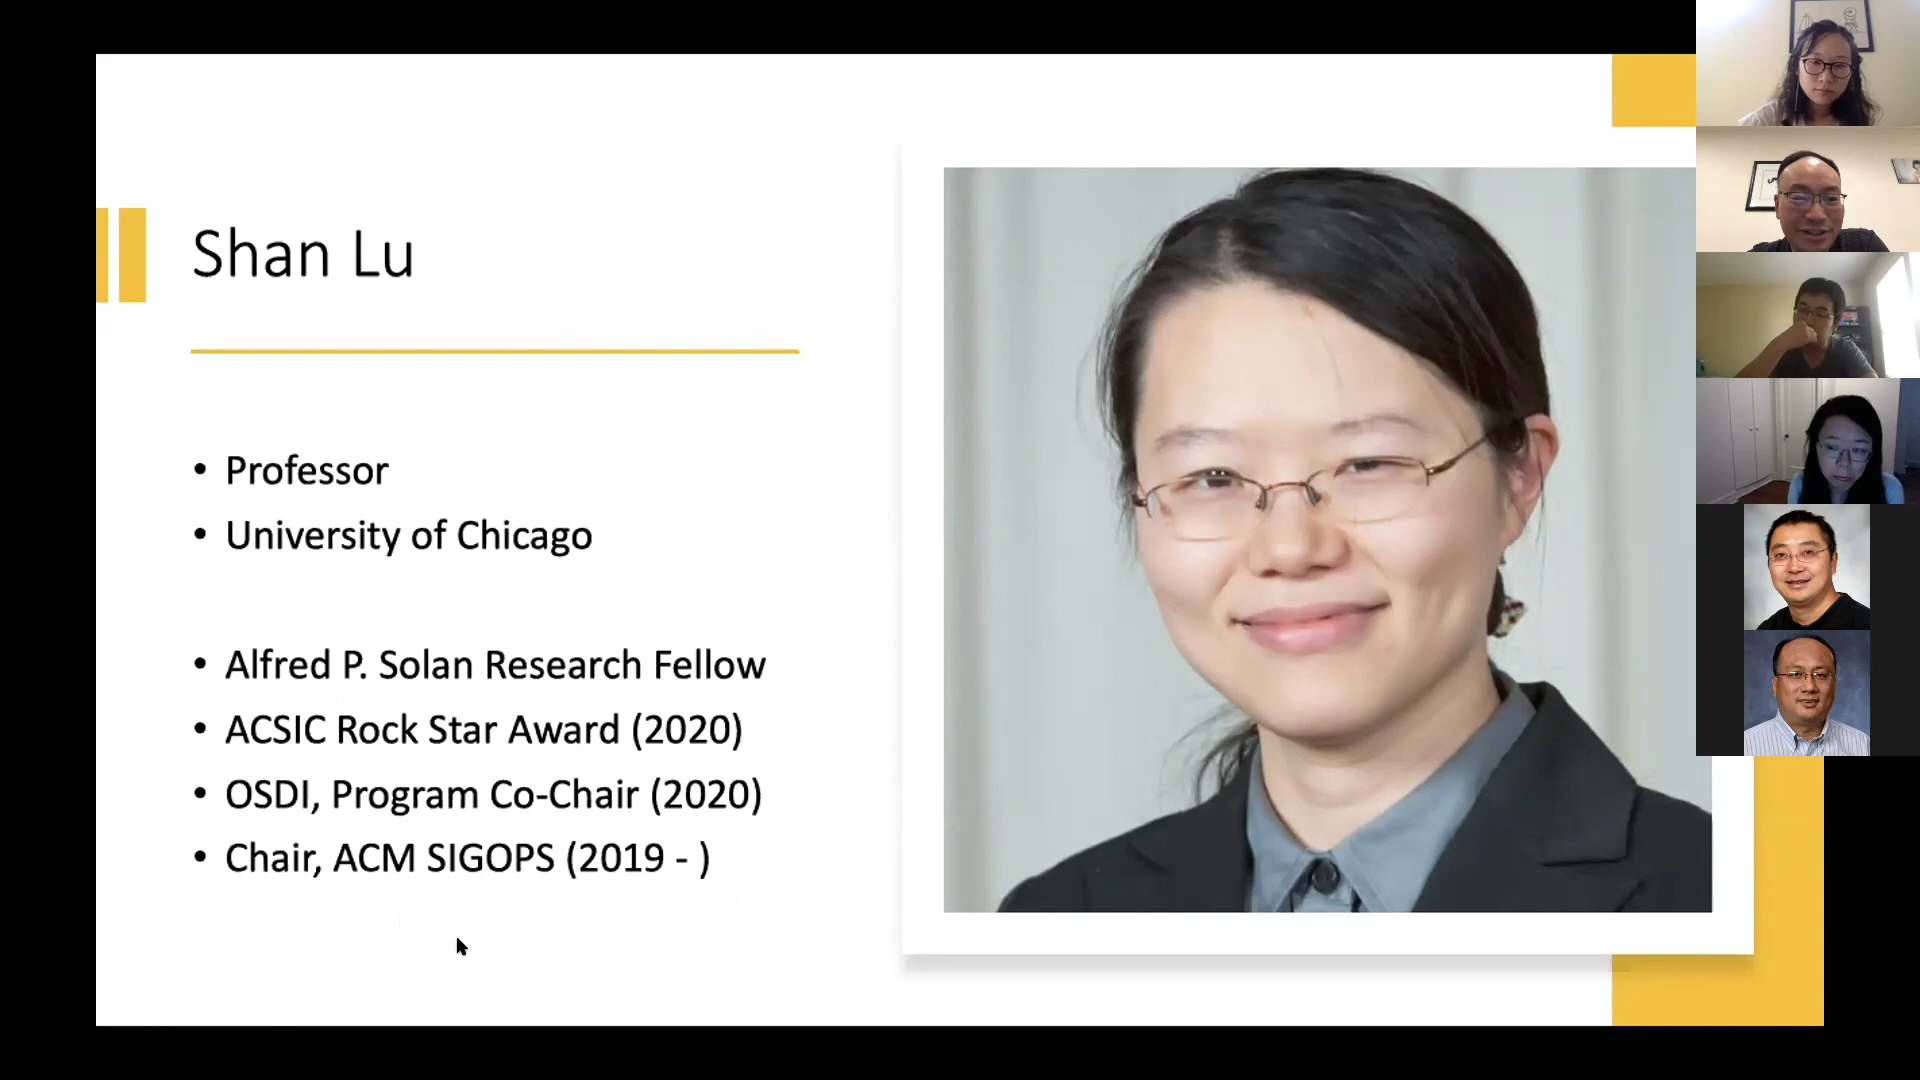 Shan Lu
• Professor
• University of Chicago
• Alfred P. Solan Research Fellow
• ACSIC Rock Star Award (2020)
• OSDI, Program Co-Chair (2020)
• Chair, ACM SIGOPS (2019 - )